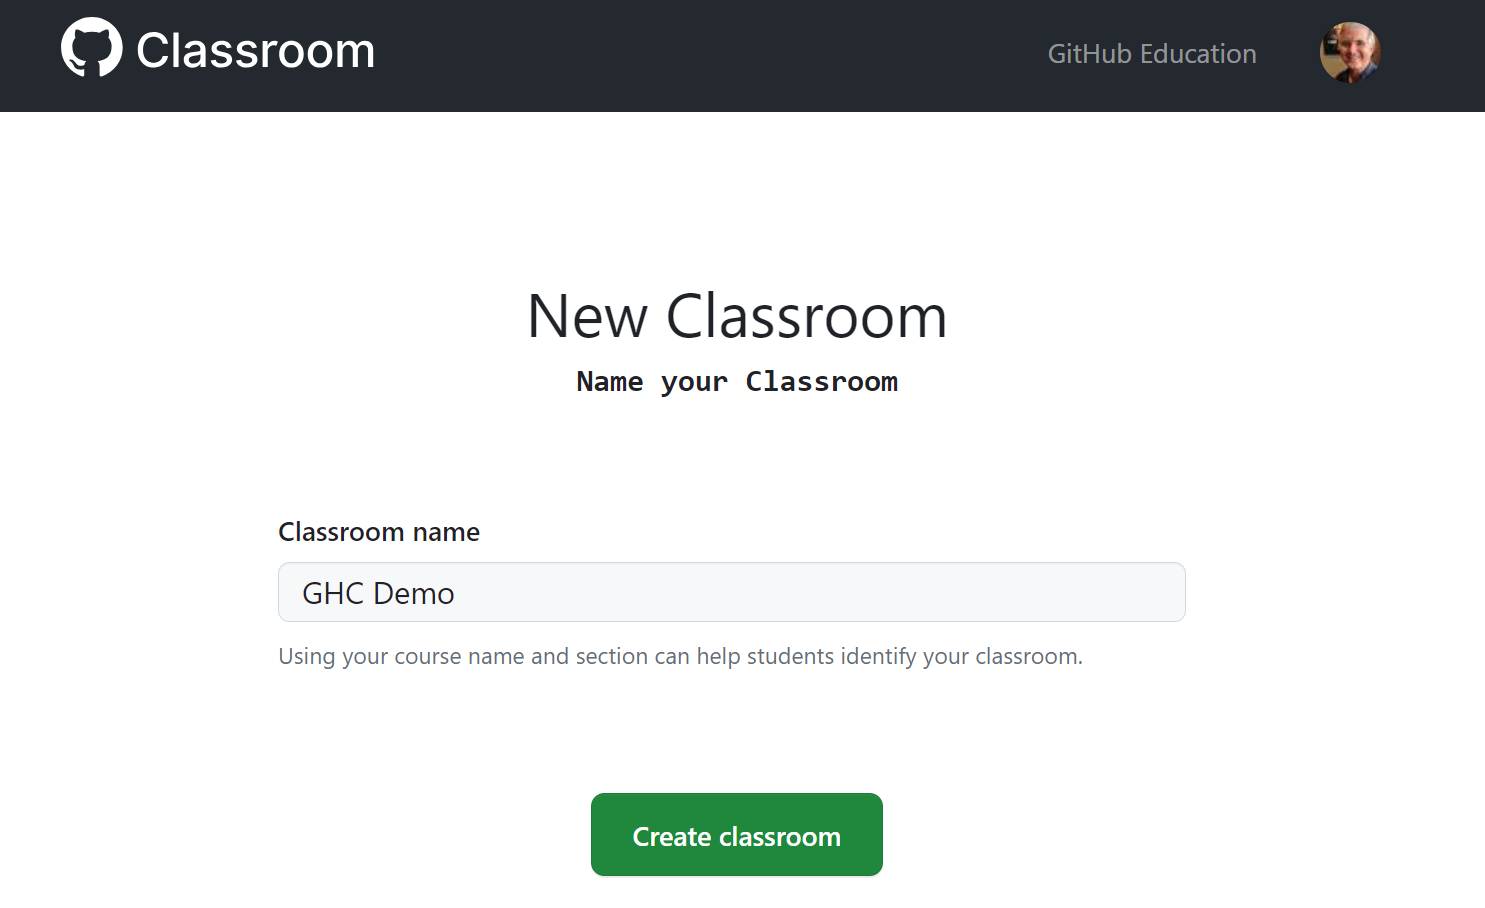 Classroom
GitHub Education
New Classroom
Name your Classroom
Classroom name
GHC Demo
Using your course name and section can help students identify your classroom.
Create classroom